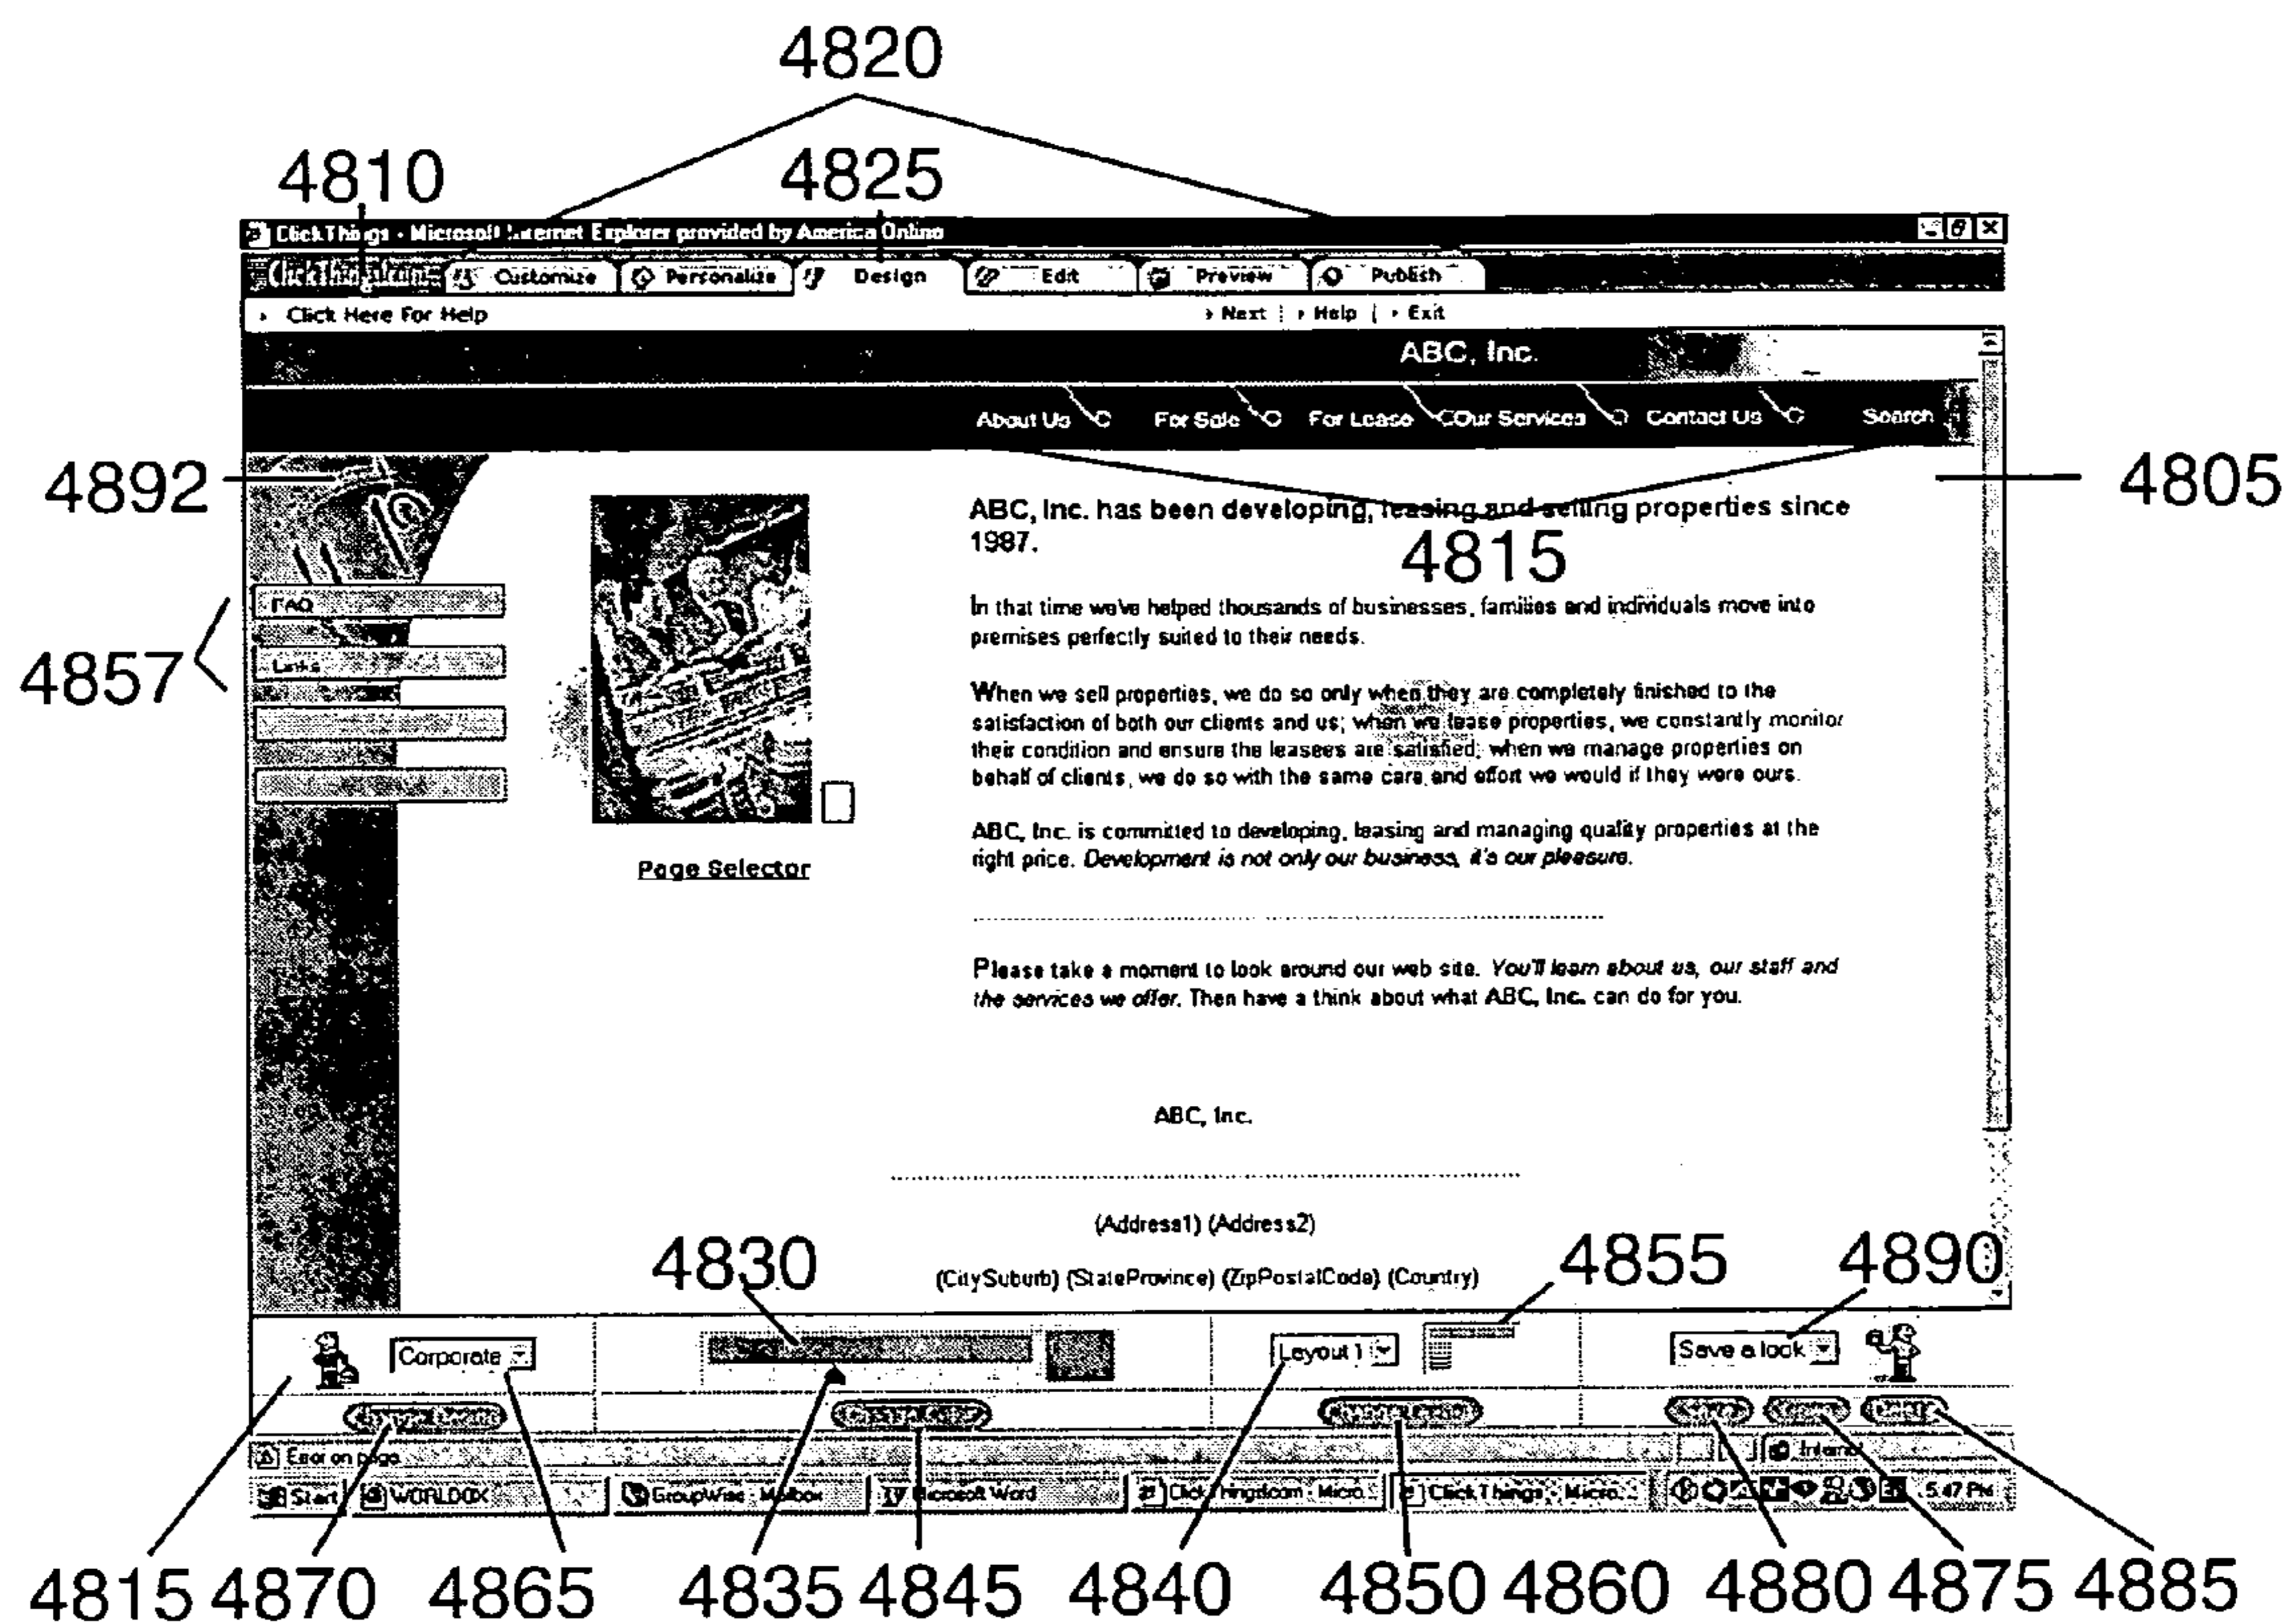 4820
4810 4825
ClickThings - Microsoft Internet Explorer provided by America Online
Customize Personalize Design Edit Preview Publish
Click Here For Help Next Help Exit
ABC, Inc.
About Us For Sale For Lease Our Services Contact Us Search
4892 4805
ABC, Inc. has been developing, leasing and selling properties since
1987.
4815
FAQ
In that time we've helped thousands of businesses, families and individuals move into
premises perfectly suited to their needs.
4857
Links
When we sell properties, we do so only when they are completely finished to the
satisfaction of both our clients and us; when we lease properties, we constantly monitor
their condition and ensure the leasees are satisfied; when we manage properties on
behalf of clients, we do so with the same care and effort we would if they were ours.
ABC, Inc. is committed to developing, leasing and managing quality properties at the
right price. Development is not only our business, it's our pleasure.
Page Selector
Please take a moment to look around our web site. You'll learn about us, our staff and
the services we offer. Then have a think about what ABC, Inc. can do for you.
ABC, Inc.
(Address1) (Address2)
4830 4855 4890
(CitySuburb) (StateProvince) (ZipPostalCode) (Country)
Corporate Layout 1 Save a look
Error on page. Internet
Start WORLDOX GroupWise - Mailbox Microsoft Word ClickThings.com - Micro... ClickThings - Micro... 5:47 PM
4815 4870 4865 4835 4845 4840 4850 4860 4880 4875 4885